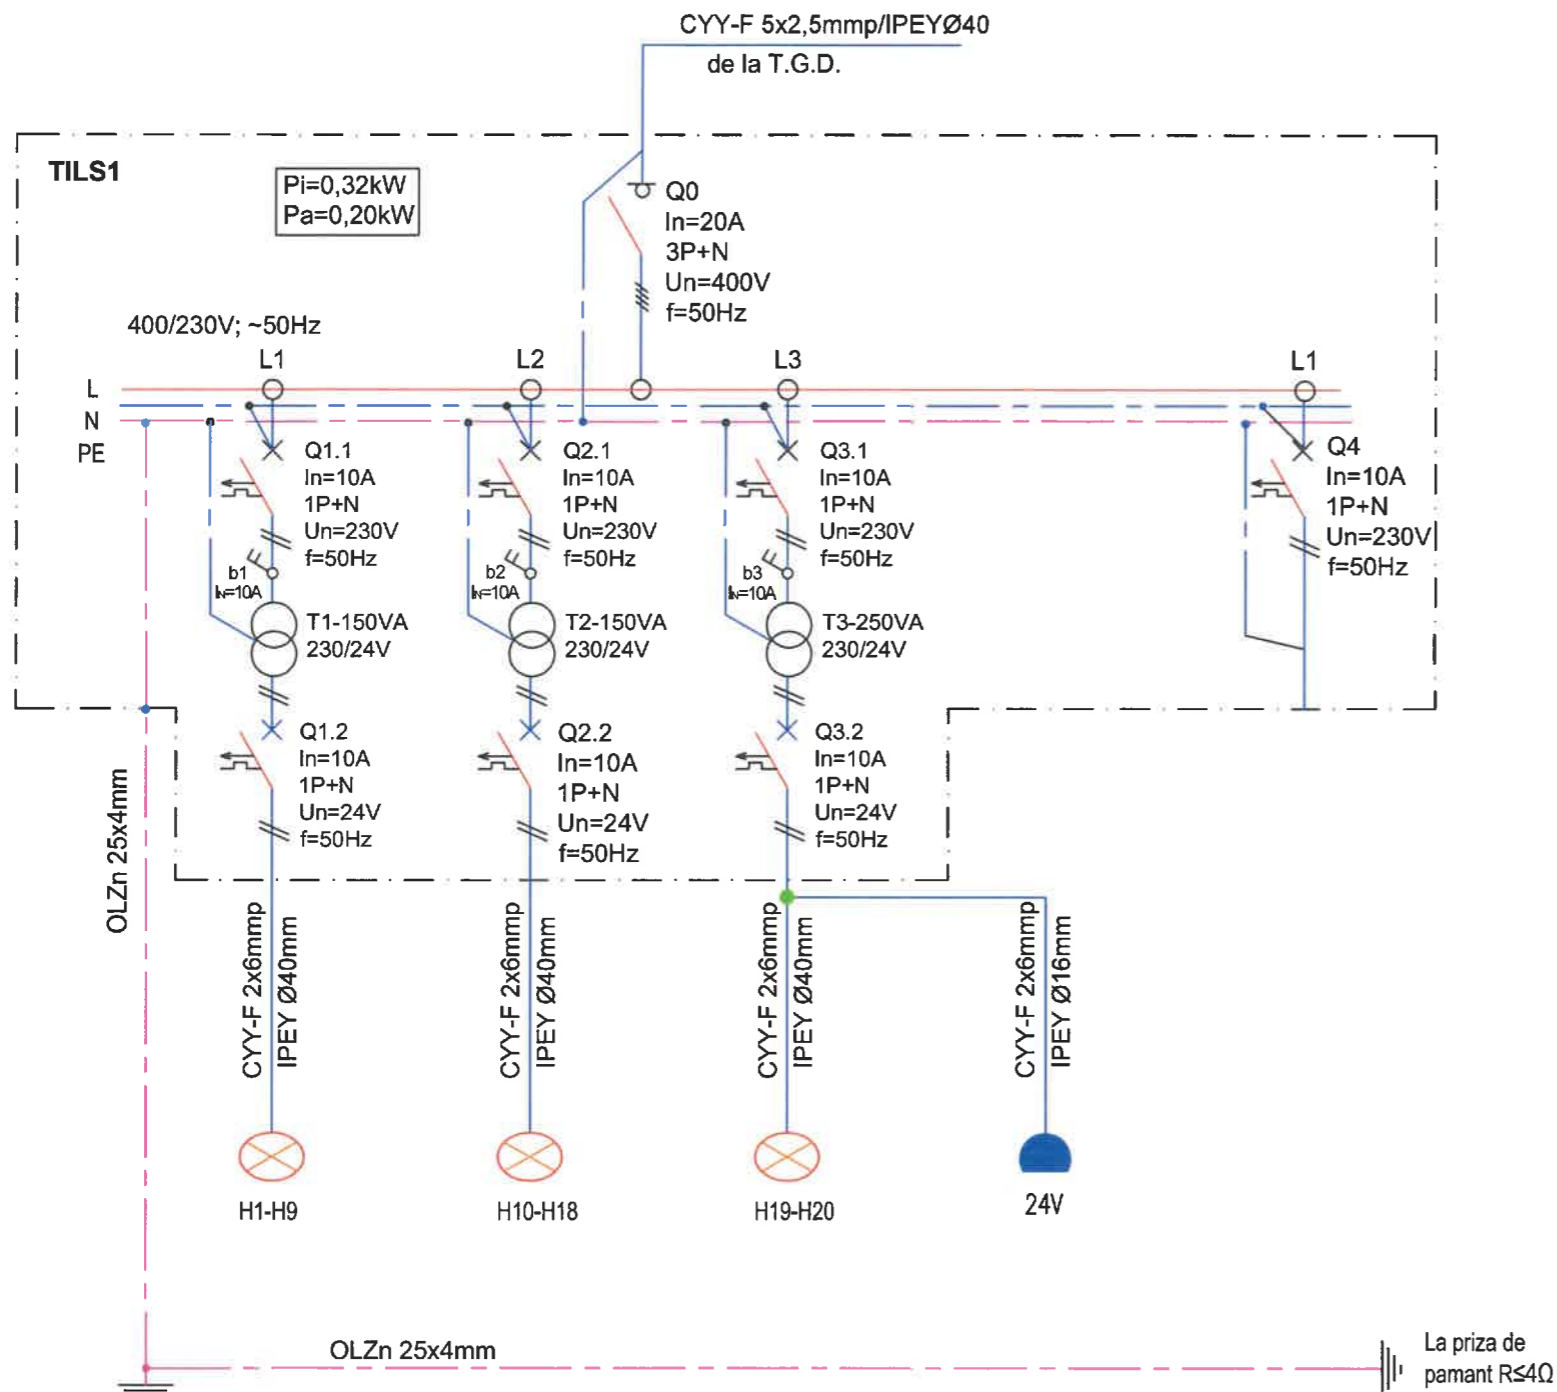 CYY-F 5x2,5mmp/IPEYØ40
de la T.G.D.
TILS1
Pi=0,32kW
Pa=0,20kW
Q0
In=20A
3P+N
Un=400V
f=50Hz
400/230V; ~50Hz
L1
L2
L3
L1
L
N
PE
Q1.1
In=10A
1P+N
Un=230V
f=50Hz
b1
IN=10A
T1-150VA
230/24V
Q2.1
In=10A
1P+N
Un=230V
f=50Hz
b2
IN=10A
T2-150VA
230/24V
Q3.1
In=10A
1P+N
Un=230V
f=50Hz
b3
IN=10A
T3-250VA
230/24V
Q4
In=10A
1P+N
Un=230V
f=50Hz
Q1.2
In=10A
1P+N
Un=24V
f=50Hz
Q2.2
In=10A
1P+N
Un=24V
f=50Hz
Q3.2
In=10A
1P+N
Un=24V
f=50Hz
OLZn 25x4mm
CYY-F 2x6mmp
IPEY Ø40mm
CYY-F 2x6mmp
IPEY Ø40mm
CYY-F 2x6mmp
IPEY Ø40mm
CYY-F 2x6mmp
IPEY Ø16mm
H1-H9
H10-H18
H19-H20
24V
OLZn 25x4mm
La priza de
pamant R≤4Ω